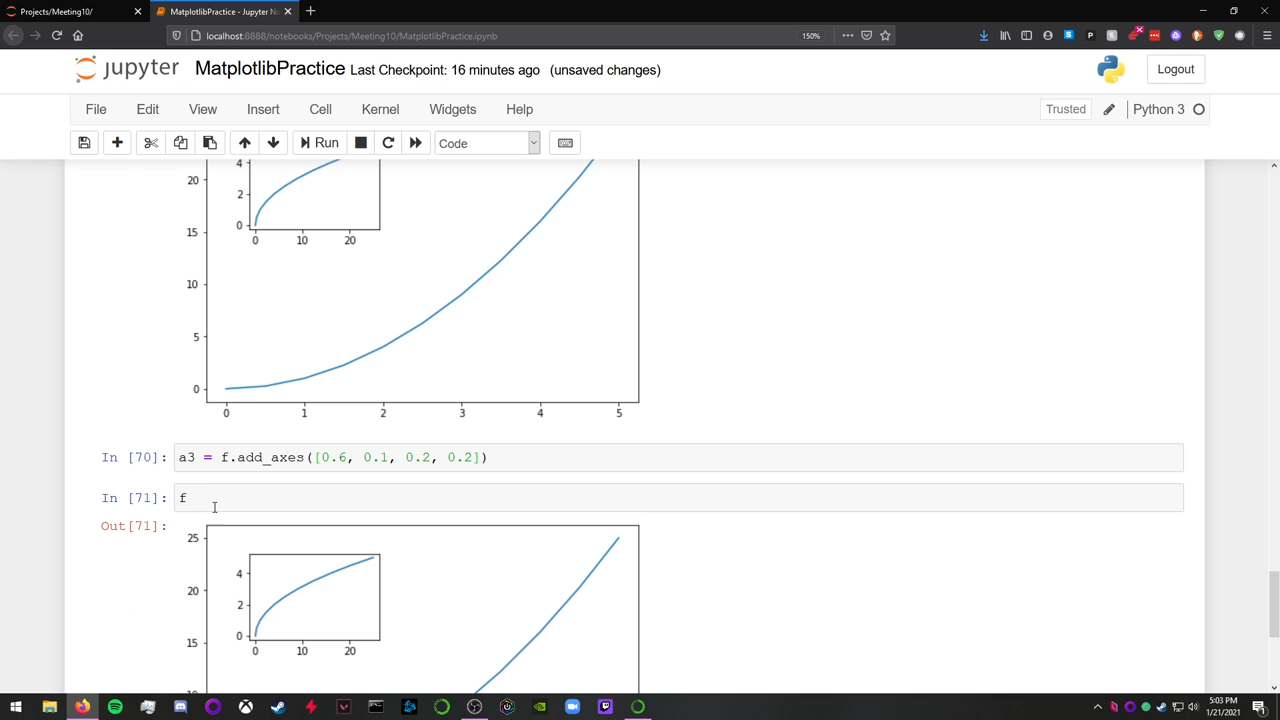 Projects/Meeting10/
MatplotlibPractice - Jupyter No
localhost:8888/notebooks/Projects/Meeting10/MatplotlibPractice.ipynb
150%
jupyter
MatplotlibPractice Last Checkpoint: 16 minutes ago (unsaved changes)
Logout
File Edit View Insert Cell Kernel Widgets Help
Trusted
Python 3
Run
Code
4
2
0
0 10 20
20
15
10
5
0
0 1 2 3 4 5
In [70]: a3 = f.add_axes([0.6, 0.1, 0.2, 0.2])
In [71]: f
Out[71]:
25
20
15
4
2
0
0 10 20
5:03 PM
1/21/2021